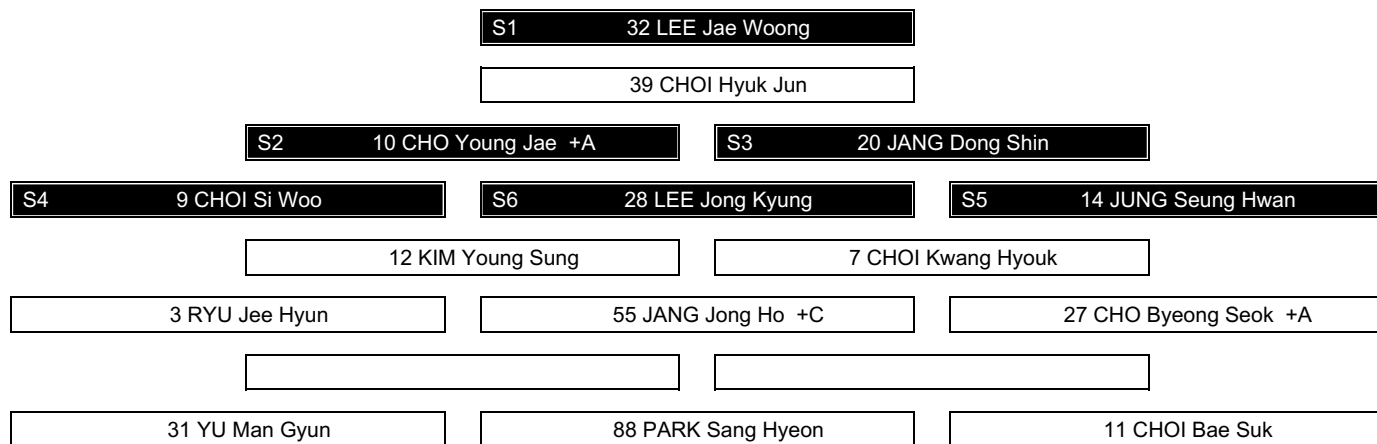 S1 32 LEE Jae Woong
39 CHOI Hyuk Jun
S2 10 CHO Young Jae +A S3 20 JANG Dong Shin
S4 9 CHOI Si Woo S6 28 LEE Jong Kyung S5 14 JUNG Seung Hwan
12 KIM Young Sung 7 CHOI Kwang Hyouk
3 RYU Jee Hyun 55 JANG Jong Ho +C 27 CHO Byeong Seok +A
31 YU Man Gyun 88 PARK Sang Hyeon 11 CHOI Bae Suk